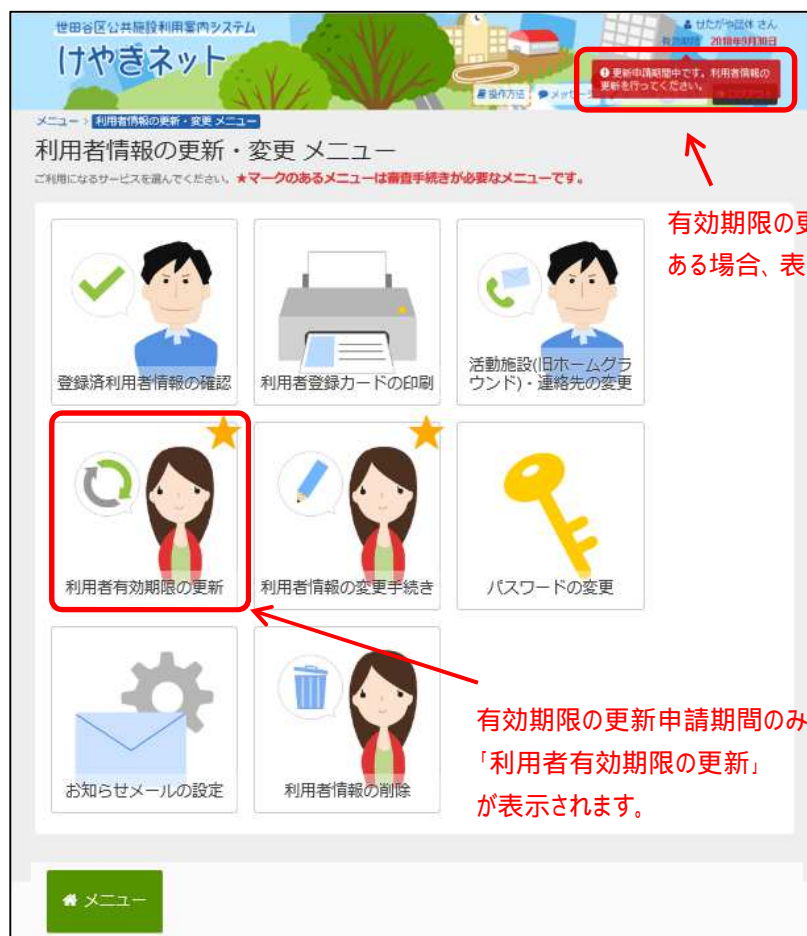 世田谷区公共施設利用案内システム
けやきネット
せたがや団体 さん
2018年9月30日
更新申請期間中です。利用者情報の
更新を行ってください。
操作方法
メニュー › 利用者情報の更新・変更 メニュー
利用者情報の更新・変更 メニュー
ご利用になるサービスを選んでください。★マークのあるメニューは審査手続きが必要なメニューです。
有効期限の更
ある場合、表
登録済利用者情報の確認
利用者登録カードの印刷
活動施設(旧ホームグラ
ウンド)・連絡先の変更
利用者有効期限の更新
利用者情報の変更手続き
パスワードの変更
有効期限の更新申請期間のみ
「利用者有効期限の更新」
が表示されます。
お知らせメールの設定
利用者情報の削除
メニュー